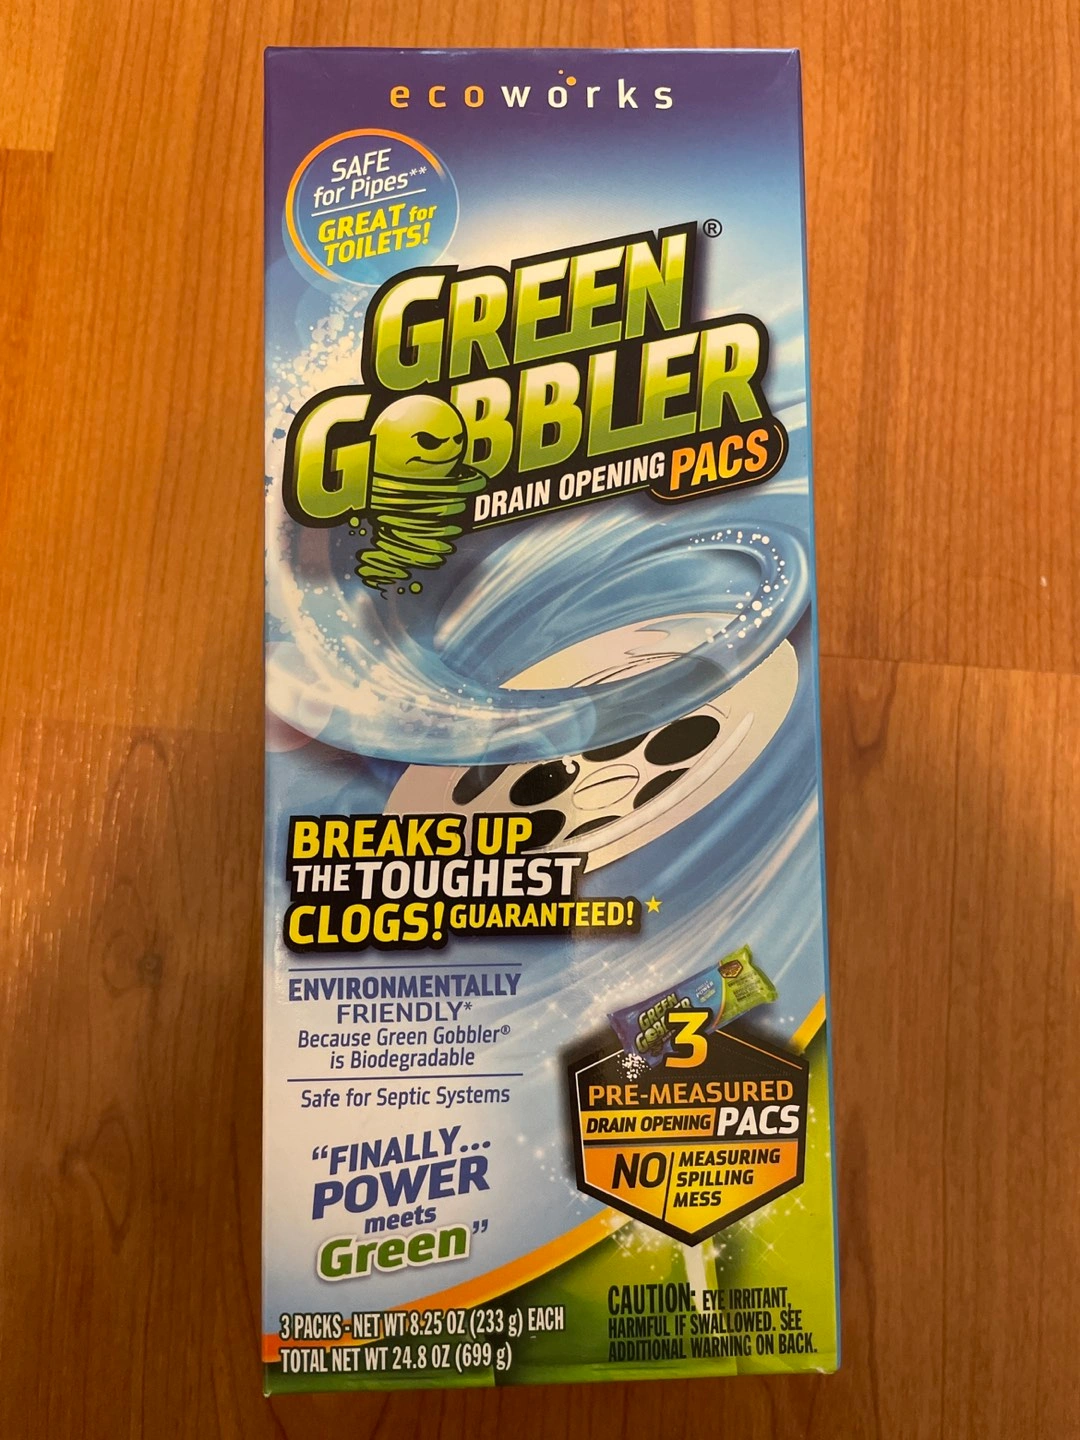 ecoworks
SAFE
for Pipes**
GREAT for
TOILETS!
GREEN®
GOBBLER
DRAIN OPENING PACS
BREAKS UP
THE TOUGHEST
CLOGS! GUARANTEED!
ENVIRONMENTALLY
FRIENDLY*
Because Green Gobbler®
is Biodegradable
Safe for Septic Systems
"FINALLY...
POWER
meets
Green"
GREEN
3
PRE-MEASURED
DRAIN OPENING PACS
NO MEASURING
SPILLING
MESS
3 PACKS - NET WT 8.25 OZ (233 g) EACH
TOTAL NET WT 24.8 OZ (699 g)
CAUTION: EYE IRRITANT,
HARMFUL IF SWALLOWED. SEE
ADDITIONAL WARNING ON BACK.